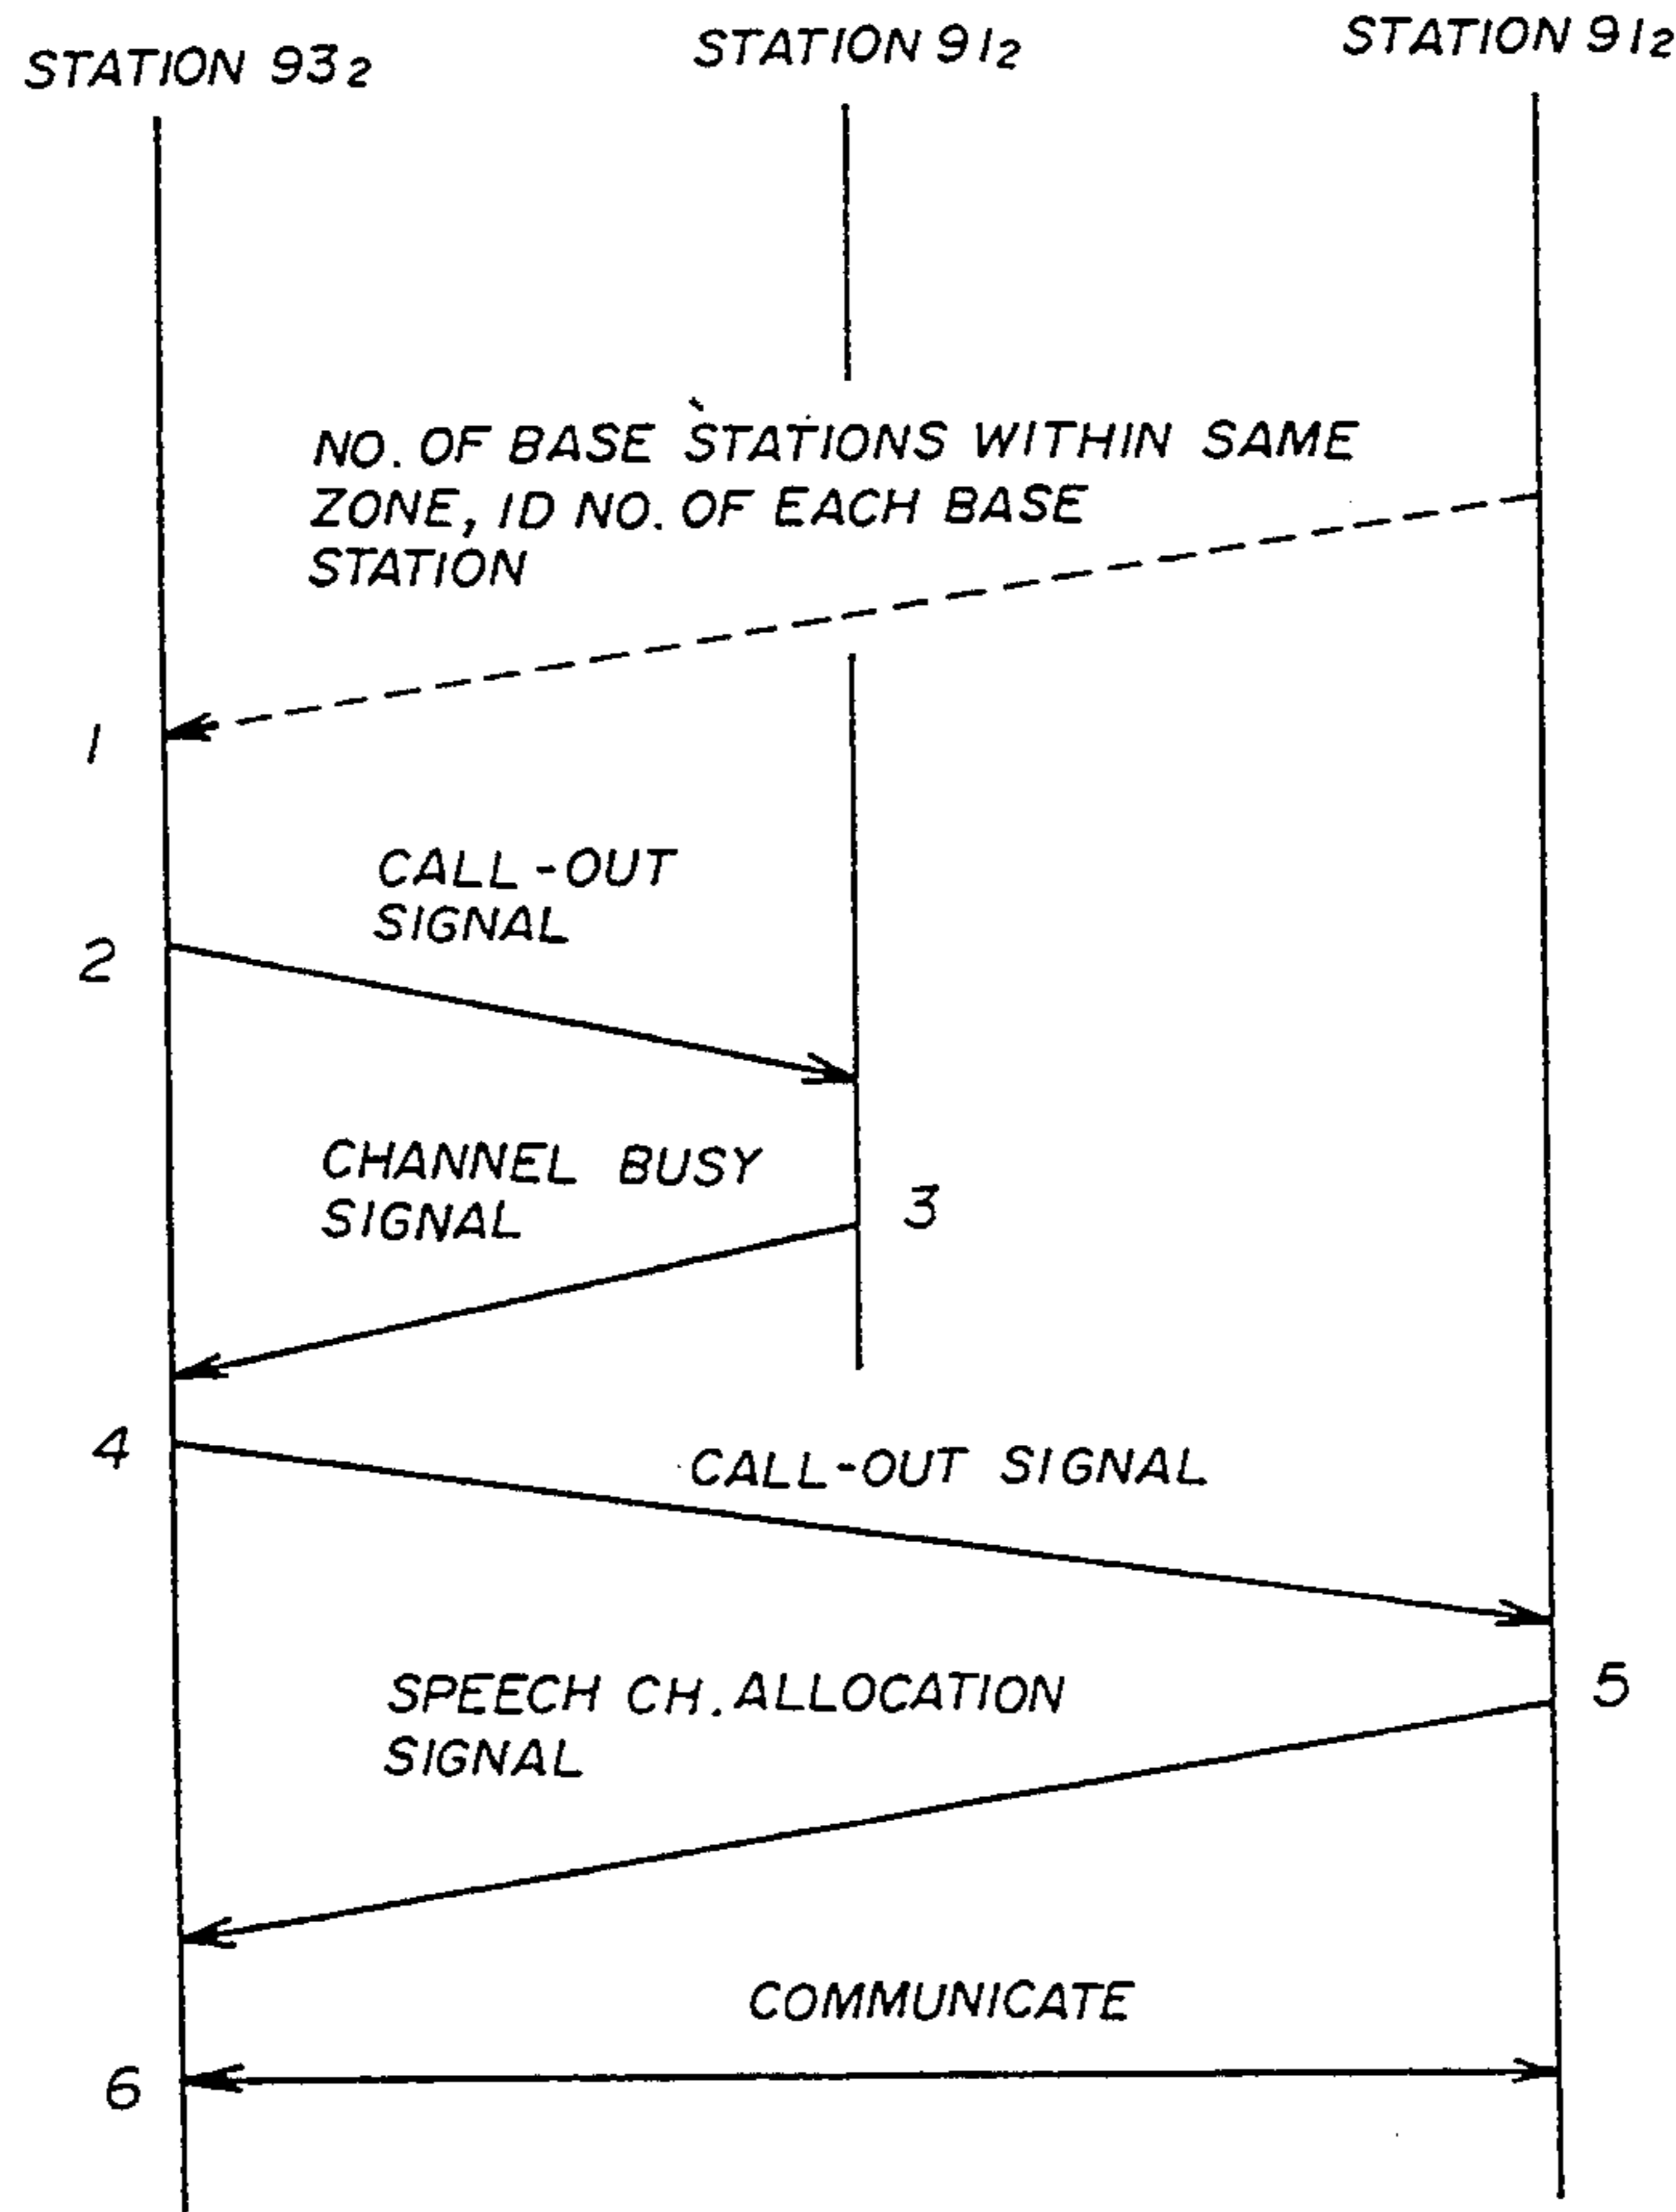 STATION 93₂
STATION 91₂
STATION 91₂
NO. OF BASE STATIONS WITHIN SAME
ZONE, ID NO. OF EACH BASE
STATION
1
CALL-OUT
SIGNAL
2
CHANNEL BUSY
SIGNAL
3
4
CALL-OUT SIGNAL
SPEECH CH. ALLOCATION
SIGNAL
5
COMMUNICATE
6